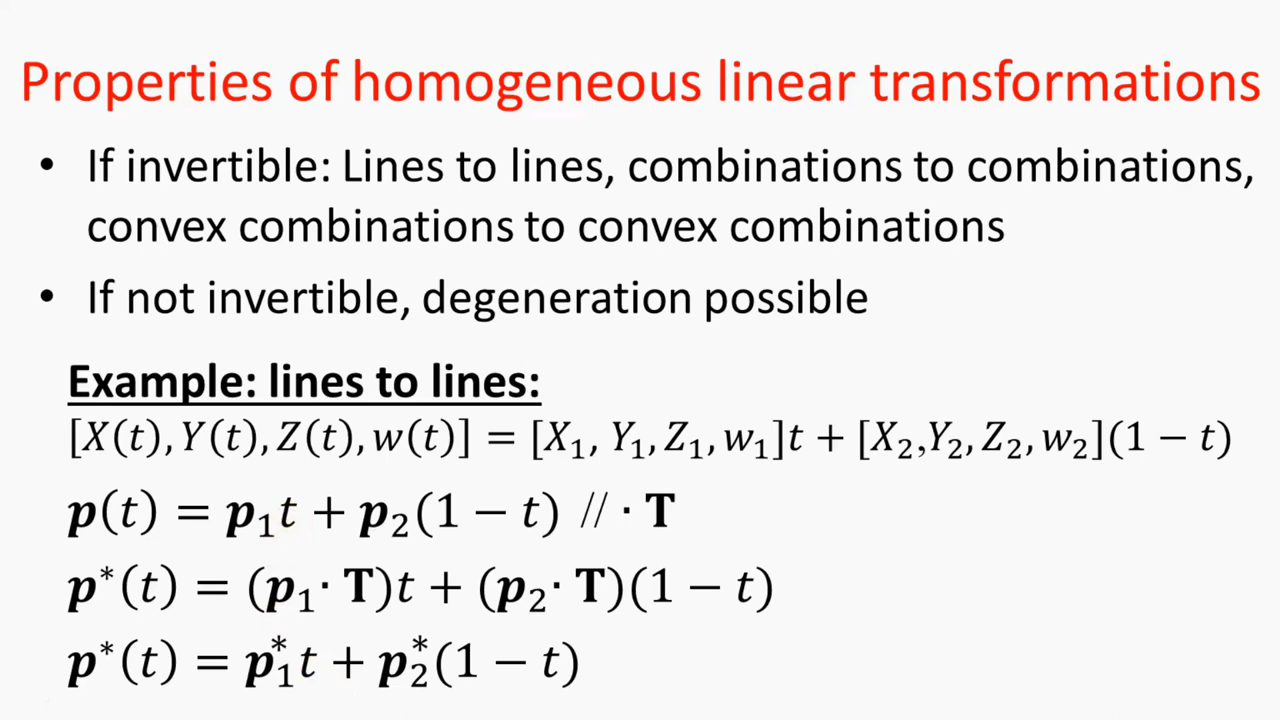 Properties of homogeneous linear transformations
• If invertible: Lines to lines, combinations to combinations,
convex combinations to convex combinations
• If not invertible, degeneration possible
Example: lines to lines:
[X(t), Y(t), Z(t), w(t)] = [X₁, Y₁, Z₁, w₁]t + [X₂,Y₂, Z₂, w₂](1 − t)
p(t) = p₁t + p₂(1 − t) // · T
p*(t) = (p₁· T)t + (p₂· T)(1 − t)
p*(t) = p₁*t + p₂*(1 − t)